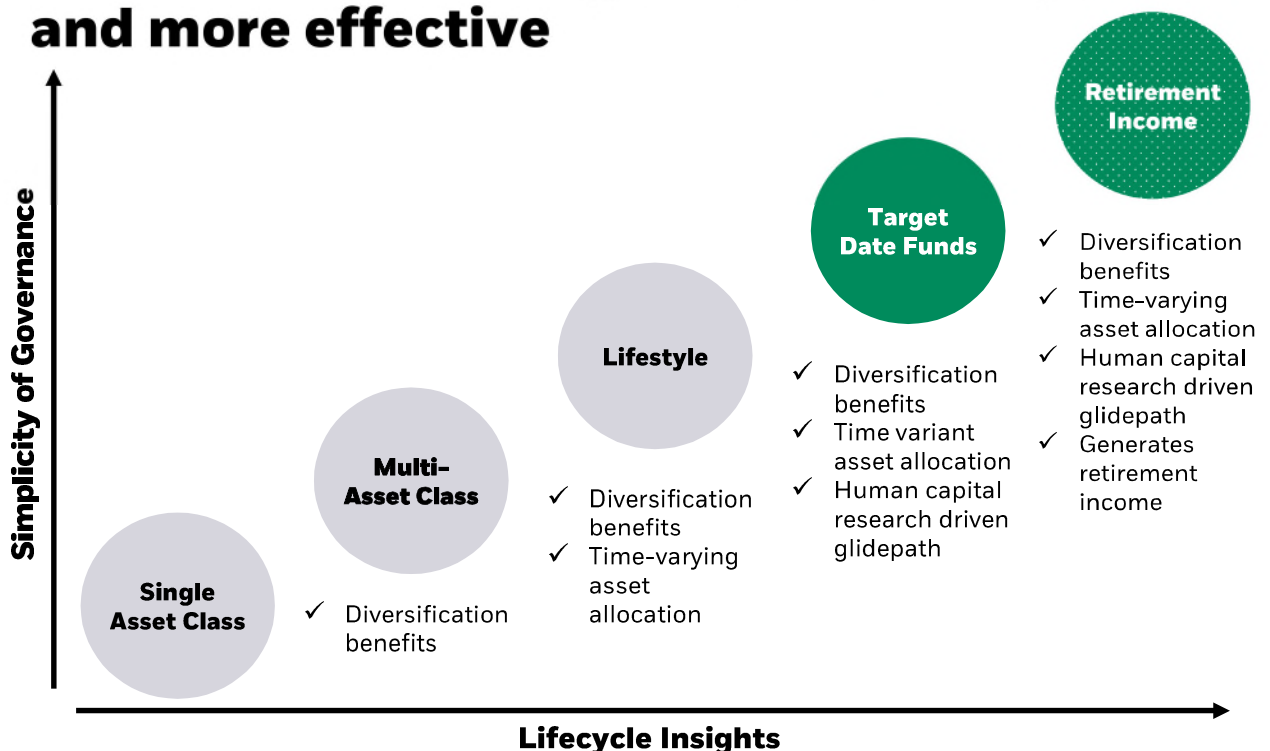 and more effective
Simplicity of Governance
Single
Asset Class
Multi-
Asset Class
Diversification
benefits
Lifestyle
Diversification
benefits
Time-varying
asset
allocation
Target
Date Funds
Diversification
benefits
Time variant
asset allocation
Human capital
research driven
glidepath
Retirement
Income
Diversification
benefits
Time-varying
asset allocation
Human capital
research driven
glidepath
Generates
retirement
income
Lifecycle Insights